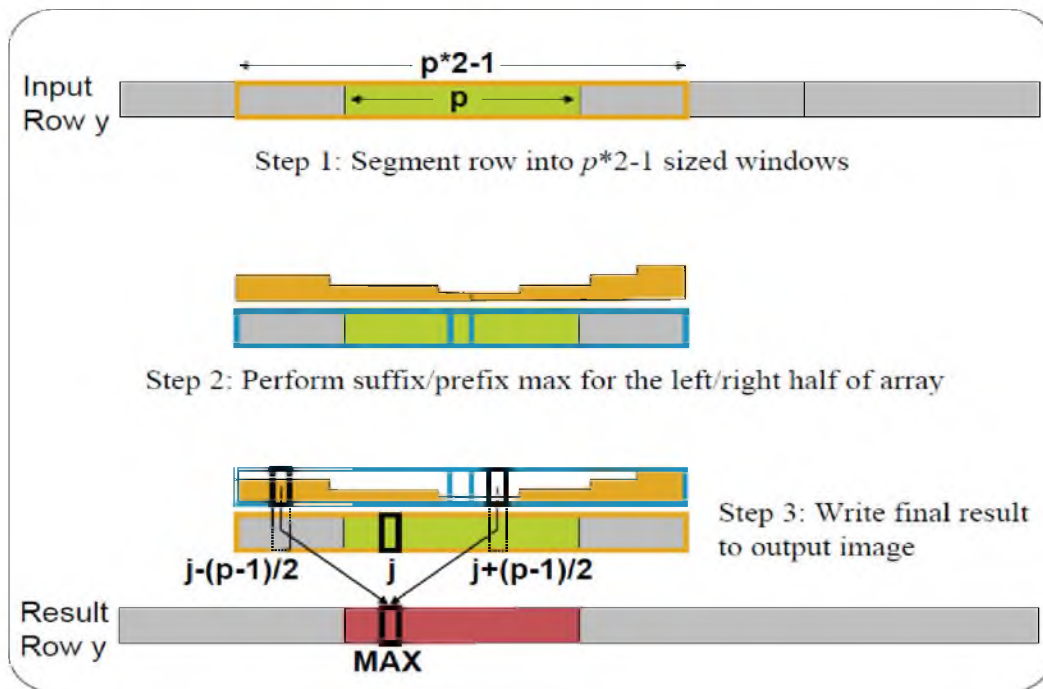 p*2-1
Input
Row y
p
Step 1: Segment row into p*2-1 sized windows
Step 2: Perform suffix/prefix max for the left/right half of array
Step 3: Write final result
to output image
j-(p-1)/2
j
j+(p-1)/2
Result
Row y
MAX